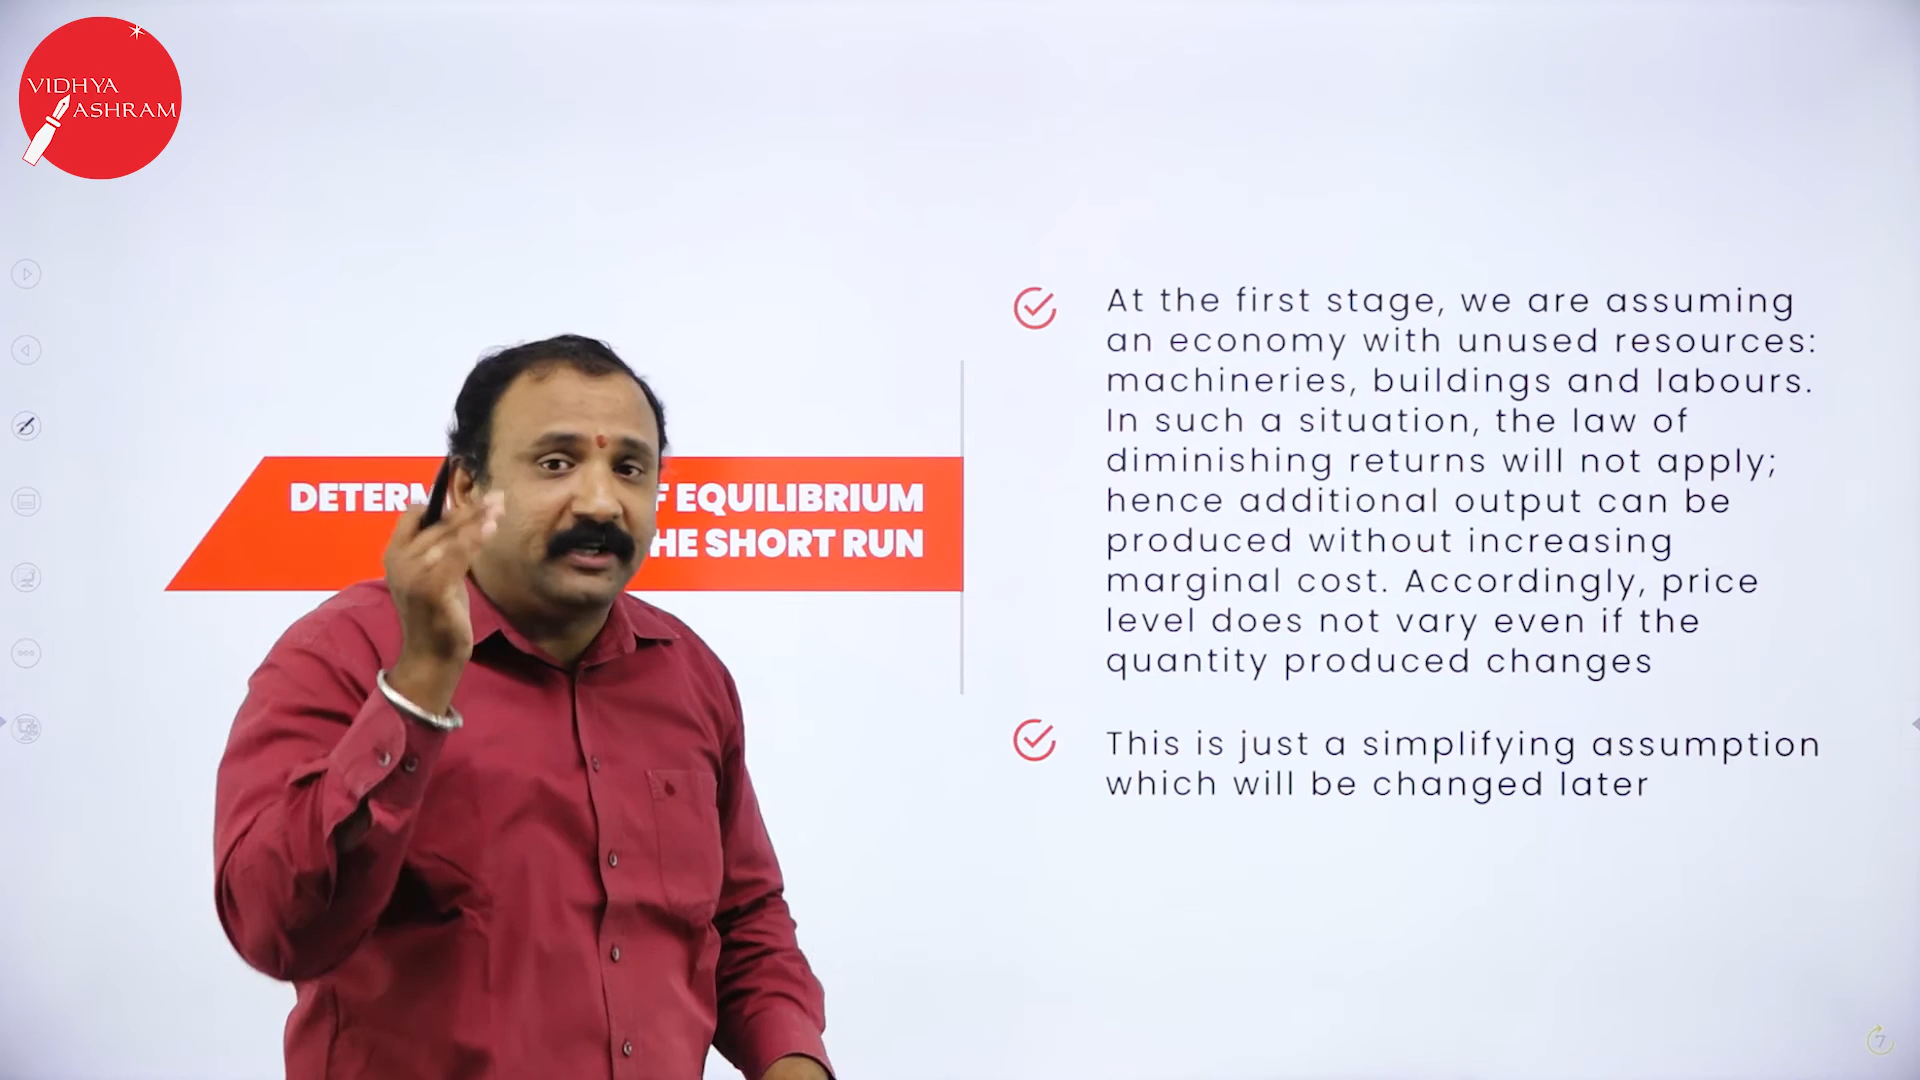 VIDHYA
ASHRAM
EQUILIBRIUM
SHORT RUN
At the first stage, we are assuming
an economy with unused resources:
machineries, buildings and labours.
In such a situation, the law of
diminishing returns will not apply;
hence additional output can be
produced without increasing
marginal cost. Accordingly, price
level does not vary even if the
quantity produced changes
This is just a simplifying assumption
which will be changed later
7